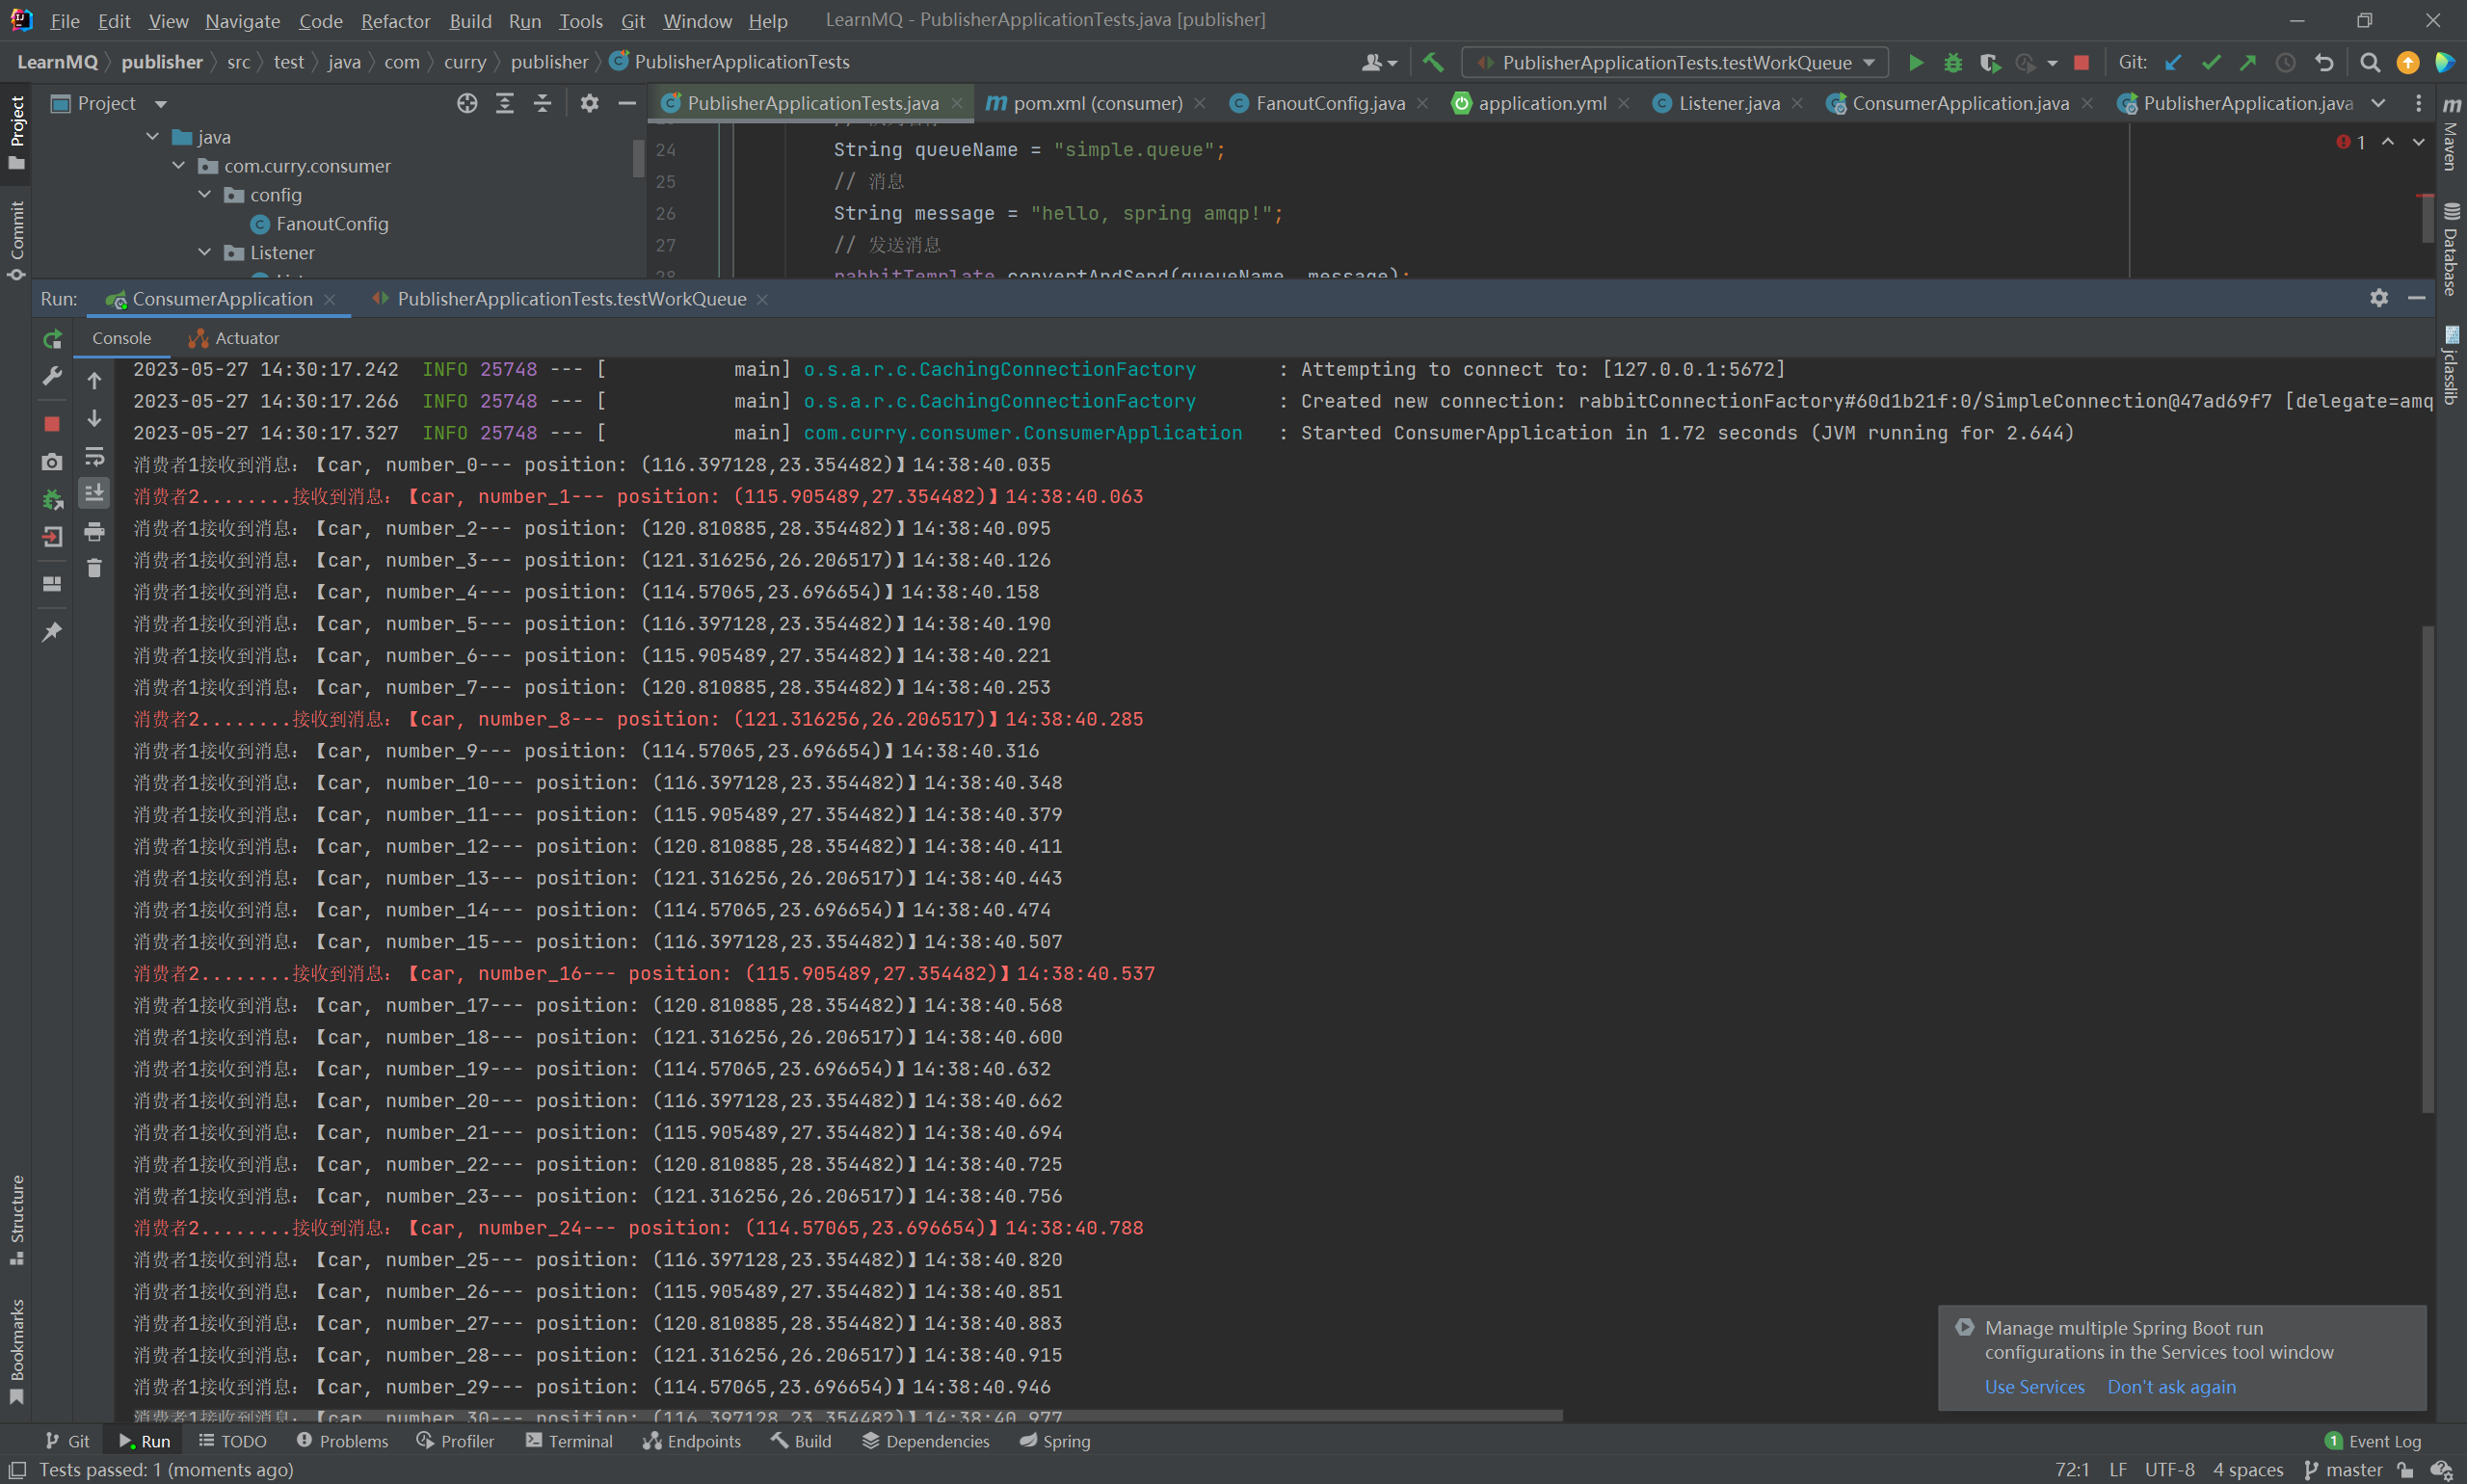 File Edit View Navigate Code Refactor Build Run Tools Git Window Help LearnMQ - PublisherApplicationTests.java [publisher]
LearnMQ publisher src test java com curry publisher PublisherApplicationTests PublisherApplicationTests.testWorkQueue Git:
Project PublisherApplicationTests.java pom.xml (consumer) FanoutConfig.java application.yml Listener.java ConsumerApplication.java PublisherApplication.java
java
com.curry.consumer
config
FanoutConfig
Listener
24 String queueName = "simple.queue";
25 // 消息
26 String message = "hello, spring amqp!";
27 // 发送消息
28 rabbitTemplate.convertAndSend(queueName, message);
1
Run: ConsumerApplication PublisherApplicationTests.testWorkQueue
Console Actuator
2023-05-27 14:30:17.242 INFO 25748 --- [ main] o.s.a.r.c.CachingConnectionFactory : Attempting to connect to: [127.0.0.1:5672]
2023-05-27 14:30:17.266 INFO 25748 --- [ main] o.s.a.r.c.CachingConnectionFactory : Created new connection: rabbitConnectionFactory#60d1b21f:0/SimpleConnection@47ad69f7 [delegate=amq
2023-05-27 14:30:17.327 INFO 25748 --- [ main] com.curry.consumer.ConsumerApplication : Started ConsumerApplication in 1.72 seconds (JVM running for 2.644)
消费者1接收到消息：【car, number_0--- position: (116.397128,23.354482)】14:38:40.035
消费者2........接收到消息：【car, number_1--- position: (115.905489,27.354482)】14:38:40.063
消费者1接收到消息：【car, number_2--- position: (120.810885,28.354482)】14:38:40.095
消费者1接收到消息：【car, number_3--- position: (121.316256,26.206517)】14:38:40.126
消费者1接收到消息：【car, number_4--- position: (114.57065,23.696654)】14:38:40.158
消费者1接收到消息：【car, number_5--- position: (116.397128,23.354482)】14:38:40.190
消费者1接收到消息：【car, number_6--- position: (115.905489,27.354482)】14:38:40.221
消费者1接收到消息：【car, number_7--- position: (120.810885,28.354482)】14:38:40.253
消费者2........接收到消息：【car, number_8--- position: (121.316256,26.206517)】14:38:40.285
消费者1接收到消息：【car, number_9--- position: (114.57065,23.696654)】14:38:40.316
消费者1接收到消息：【car, number_10--- position: (116.397128,23.354482)】14:38:40.348
消费者1接收到消息：【car, number_11--- position: (115.905489,27.354482)】14:38:40.379
消费者1接收到消息：【car, number_12--- position: (120.810885,28.354482)】14:38:40.411
消费者1接收到消息：【car, number_13--- position: (121.316256,26.206517)】14:38:40.443
消费者1接收到消息：【car, number_14--- position: (114.57065,23.696654)】14:38:40.474
消费者1接收到消息：【car, number_15--- position: (116.397128,23.354482)】14:38:40.507
消费者2........接收到消息：【car, number_16--- position: (115.905489,27.354482)】14:38:40.537
消费者1接收到消息：【car, number_17--- position: (120.810885,28.354482)】14:38:40.568
消费者1接收到消息：【car, number_18--- position: (121.316256,26.206517)】14:38:40.600
消费者1接收到消息：【car, number_19--- position: (114.57065,23.696654)】14:38:40.632
消费者1接收到消息：【car, number_20--- position: (116.397128,23.354482)】14:38:40.662
消费者1接收到消息：【car, number_21--- position: (115.905489,27.354482)】14:38:40.694
消费者1接收到消息：【car, number_22--- position: (120.810885,28.354482)】14:38:40.725
消费者1接收到消息：【car, number_23--- position: (121.316256,26.206517)】14:38:40.756
消费者2........接收到消息：【car, number_24--- position: (114.57065,23.696654)】14:38:40.788
消费者1接收到消息：【car, number_25--- position: (116.397128,23.354482)】14:38:40.820
消费者1接收到消息：【car, number_26--- position: (115.905489,27.354482)】14:38:40.851
消费者1接收到消息：【car, number_27--- position: (120.810885,28.354482)】14:38:40.883
消费者1接收到消息：【car, number_28--- position: (121.316256,26.206517)】14:38:40.915
消费者1接收到消息：【car, number_29--- position: (114.57065,23.696654)】14:38:40.946
消费者1接收到消息：【car, number_30--- position: (116.397128,23.354482)】14:38:40.977
Manage multiple Spring Boot run
configurations in the Services tool window
Use Services Don't ask again
Project
Commit
Structure
Bookmarks
Maven
Database
jclasslib
Git Run TODO Problems Profiler Terminal Endpoints Build Dependencies Spring 1 Event Log
Tests passed: 1 (moments ago) 72:1 LF UTF-8 4 spaces master